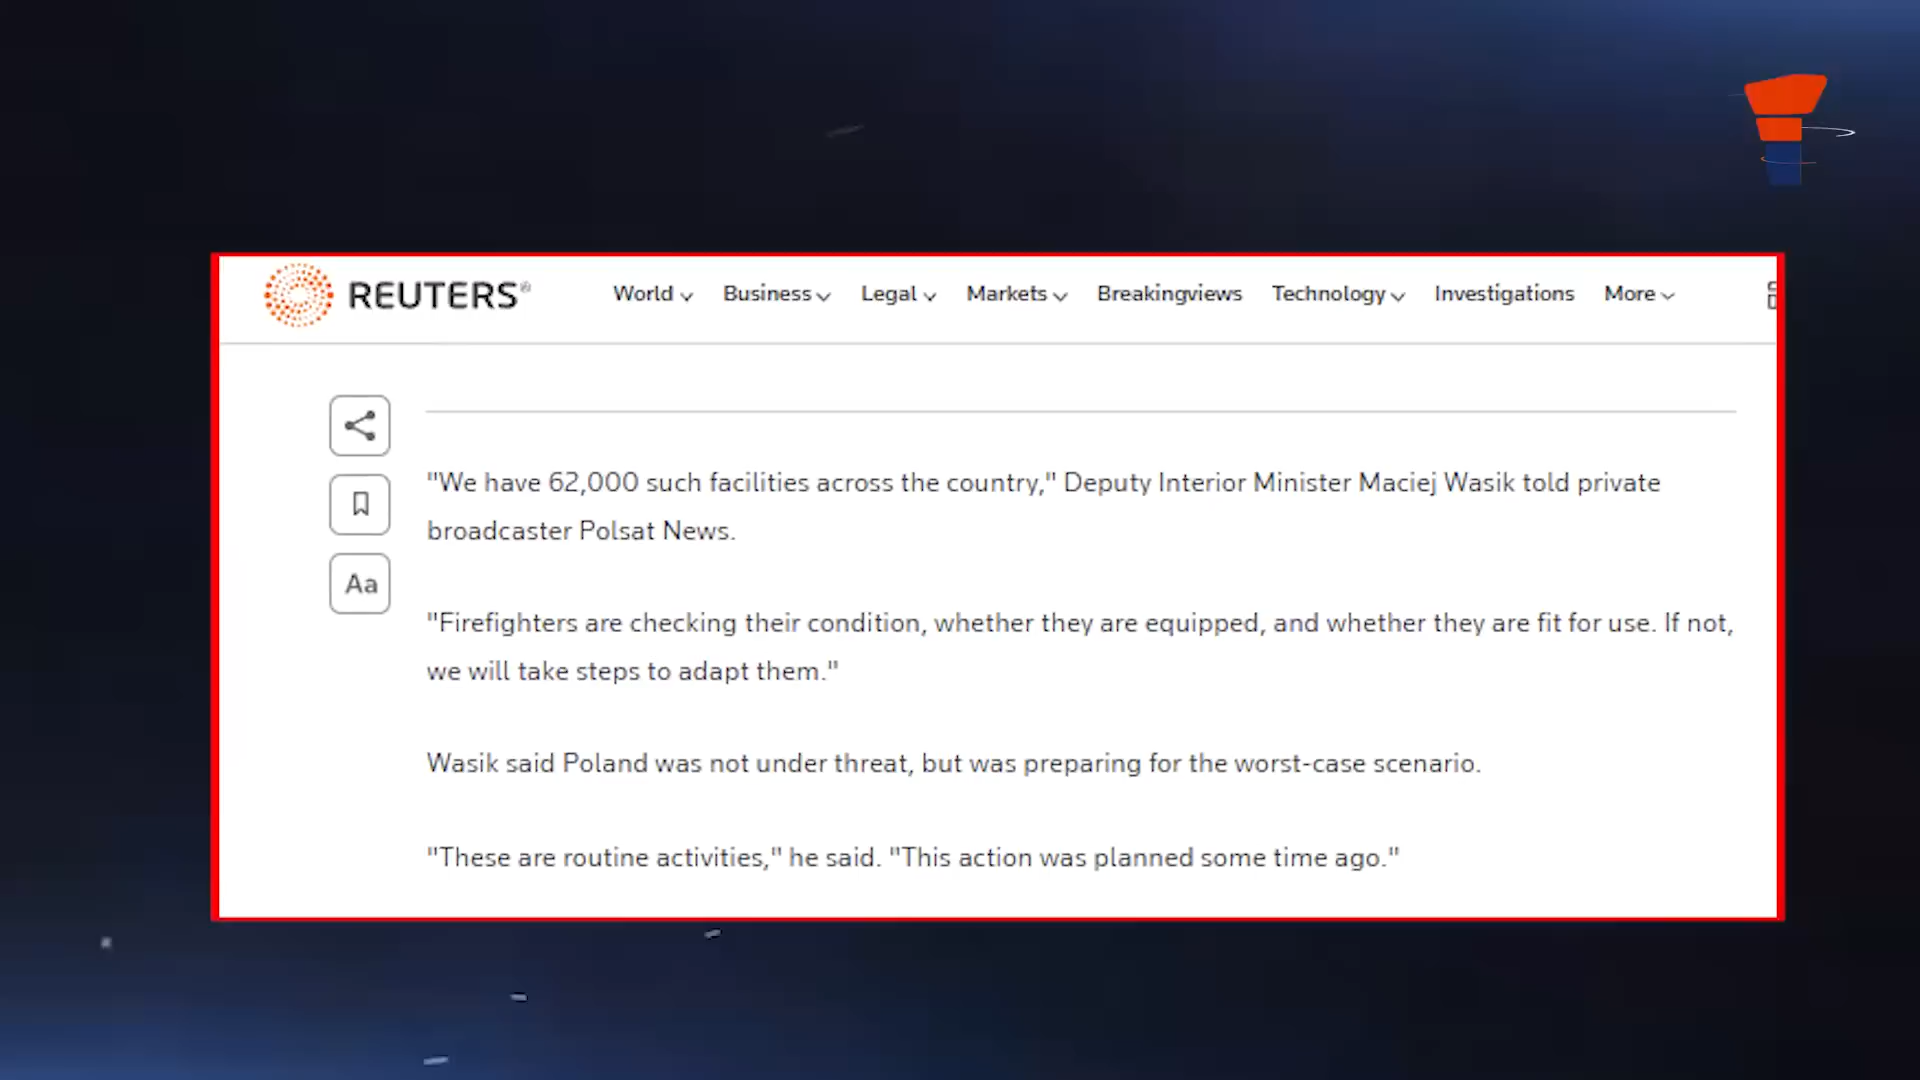 REUTERS®
World Business Legal Markets Breakingviews Technology Investigations More
Aa
"We have 62,000 such facilities across the country," Deputy Interior Minister Maciej Wasik told private
broadcaster Polsat News.
"Firefighters are checking their condition, whether they are equipped, and whether they are fit for use. If not,
we will take steps to adapt them."
Wasik said Poland was not under threat, but was preparing for the worst-case scenario.
"These are routine activities," he said. "This action was planned some time ago."